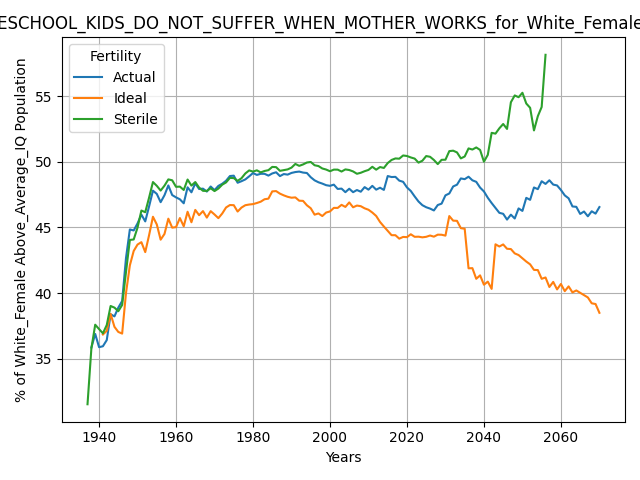 ESCHOOL_KIDS_DO_NOT_SUFFER_WHEN_MOTHER_WORKS_for_White_Female
Fertility
Actual
Ideal
Sterile
% of White_Female Above_Average_IQ Population
55
50
45
40
35
1940 1960 1980 2000 2020 2040 2060
Years